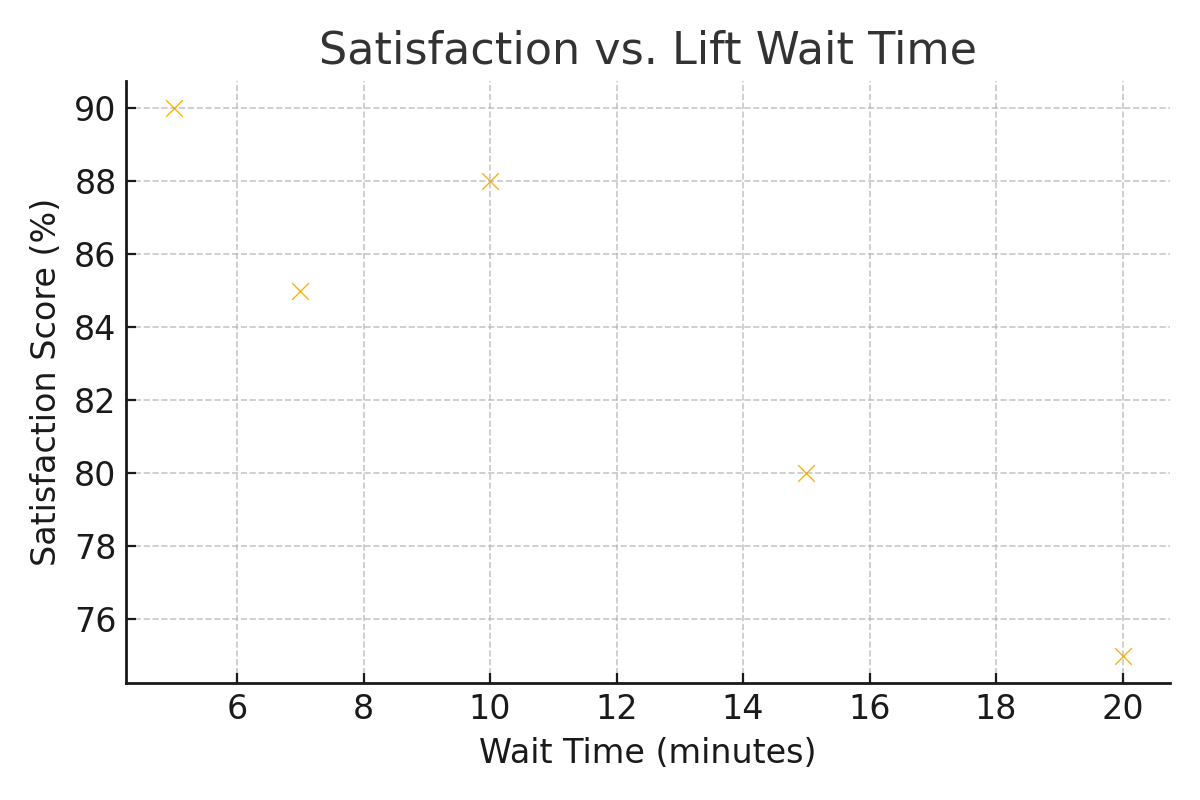 Satisfaction vs. Lift Wait Time
90
88
86
84
82
80
78
76
Satisfaction Score (%)
6 8 10 12 14 16 18 20
Wait Time (minutes)